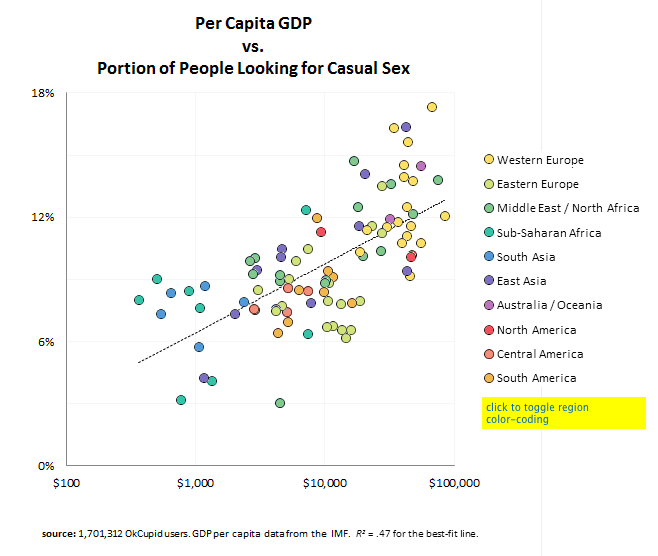 Per Capita GDP
vs.
Portion of People Looking for Casual Sex
18%
12%
6%
0%
$100
$1,000
$10,000
$100,000
Western Europe
Eastern Europe
Middle East / North Africa
Sub-Saharan Africa
South Asia
East Asia
Australia / Oceania
North America
Central America
South America
click to toggle region
color-coding
source: 1,701,312 OkCupid users. GDP per capita data from the IMF. R² = .47 for the best-fit line.